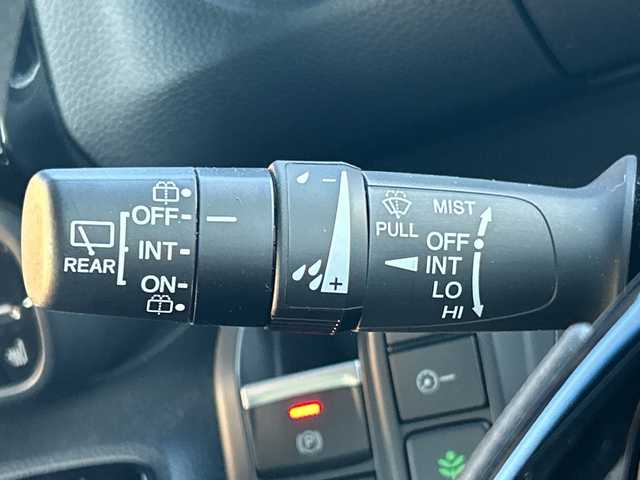 OFF
INT
ON
REAR
−
+
PULL
MIST
OFF
INT
LO
HI
P